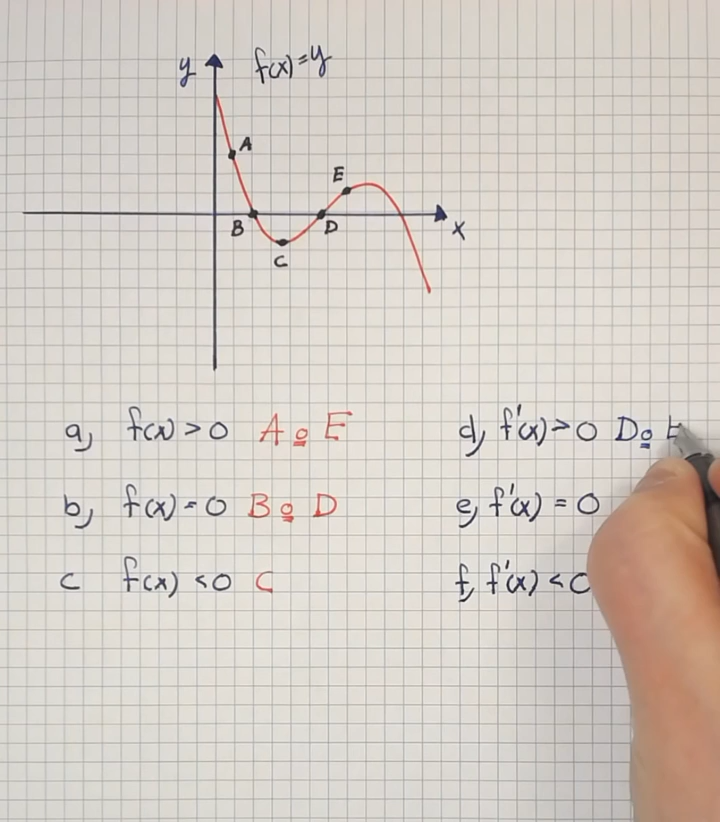 y f(x)=y
A
E
B D x
C
a) f(x) > 0 A o E
b) f(x) = 0 B o D
c f(x) < 0 C
d) f'(x) > 0 D o
e) f'(x) = 0
f) f'(x) < 0